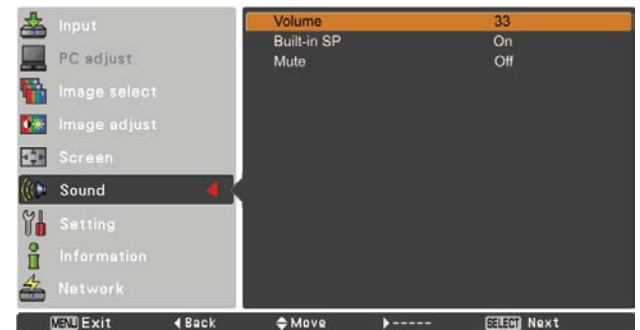 Input
PC adjust
Image select
Image adjust
Screen
Sound
Setting
Information
Network
Volume 33
Built-in SP On
Mute Off
MENU Exit Back Move ----- SELECT Next